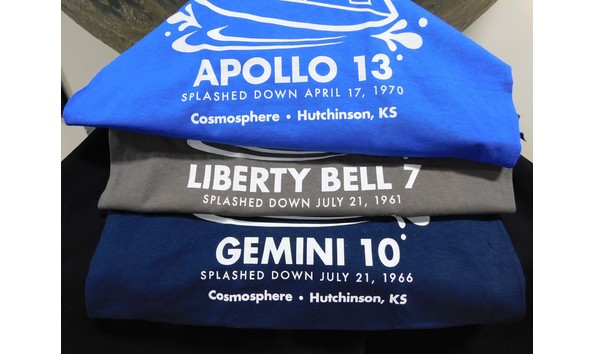 APOLLO 13
SPLASHED DOWN APRIL 17, 1970
Cosmosphere • Hutchinson, KS
LIBERTY BELL 7
SPLASHED DOWN JULY 21, 1961
GEMINI 10
SPLASHED DOWN JULY 21, 1966
Cosmosphere • Hutchinson, KS